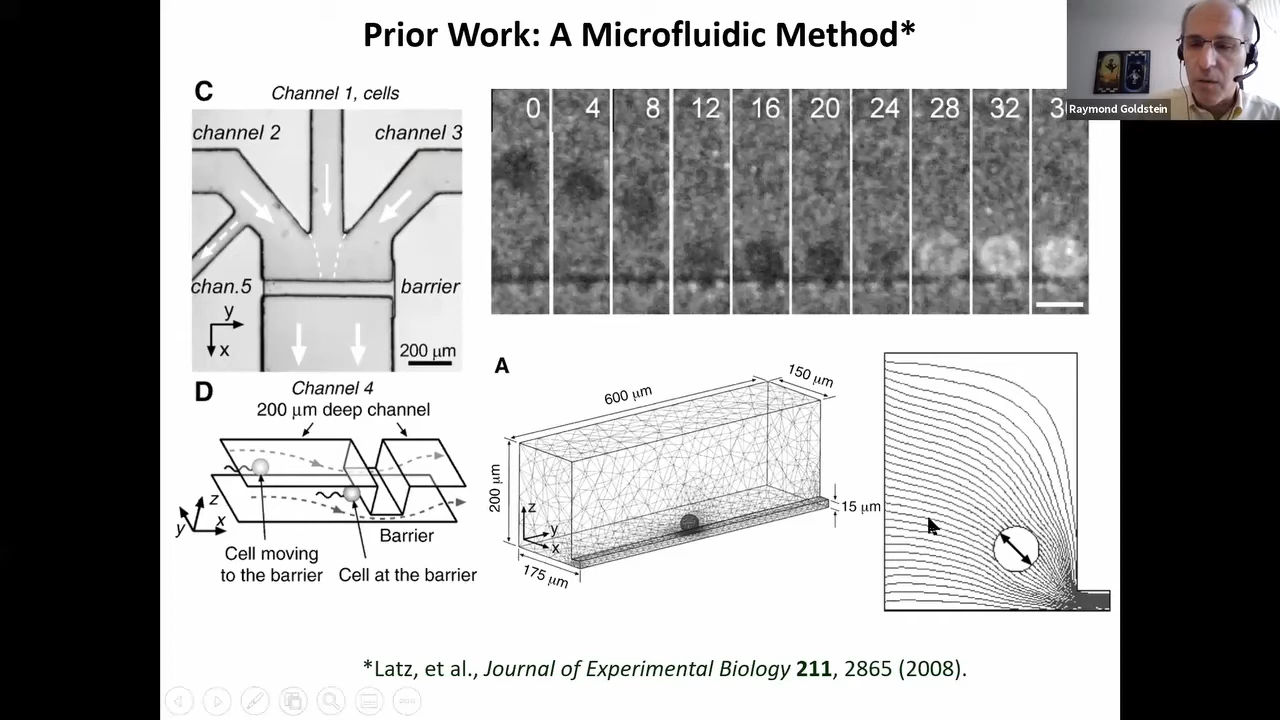 Prior Work: A Microfluidic Method*
Raymond Goldstein
C
Channel 1, cells
channel 2
channel 3
chan.5
barrier
y
x
200 μm
Channel 4
0 4 8 12 16 20 24 28 32 3
D
200 μm deep channel
z
y
x
Barrier
Cell moving
to the barrier
Cell at the barrier
A
600 μm
150 μm
200 μm
z
y
x
15 μm
175 μm
*Latz, et al., Journal of Experimental Biology 211, 2865 (2008).